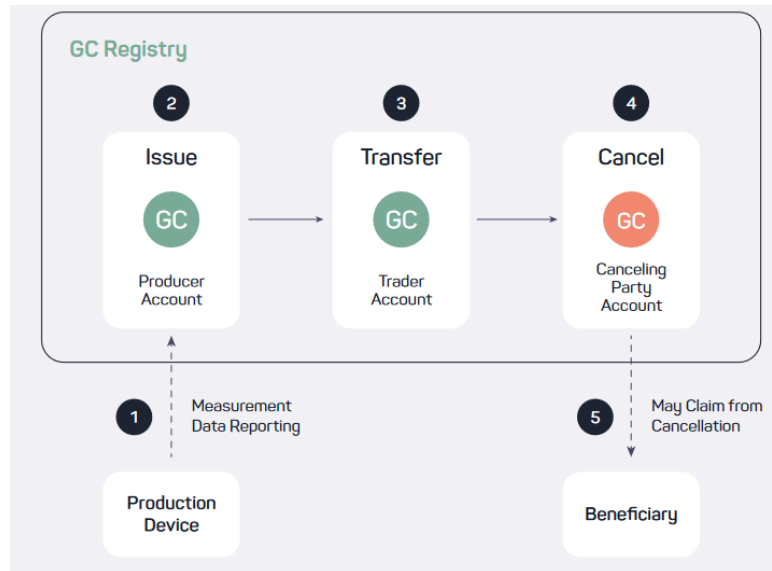 GC Registry
2
3
4
Issue
Transfer
Cancel
GC
GC
GC
Producer
Account
Trader
Account
Canceling
Party
Account
1
Measurement
Data Reporting
5
May Claim from
Cancellation
Production
Device
Beneficiary